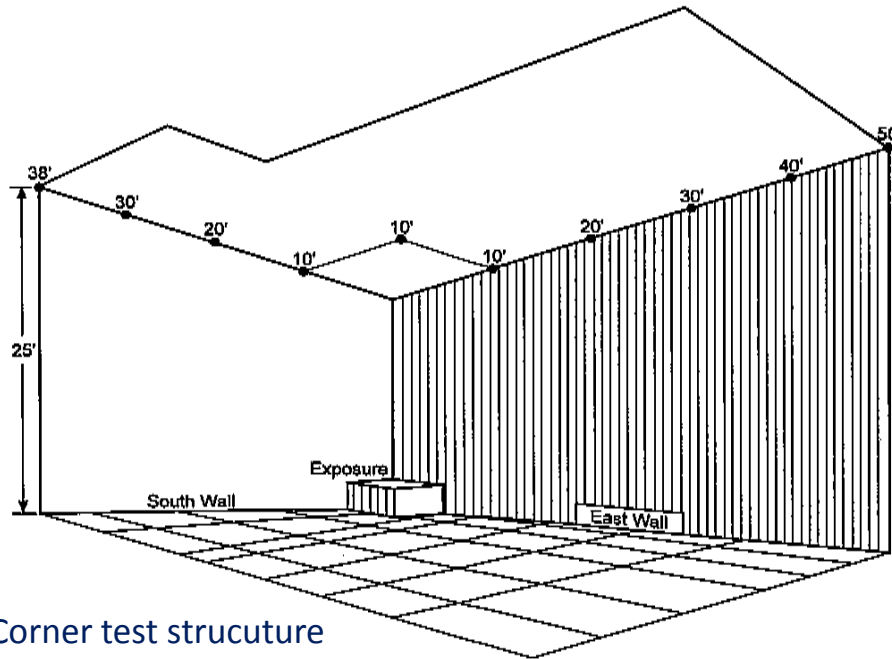 50
40'
38'
30'
30'
20'
20'
10'
10'
10'
25'
Exposure
South Wall
East Wall
Corner test strucuture